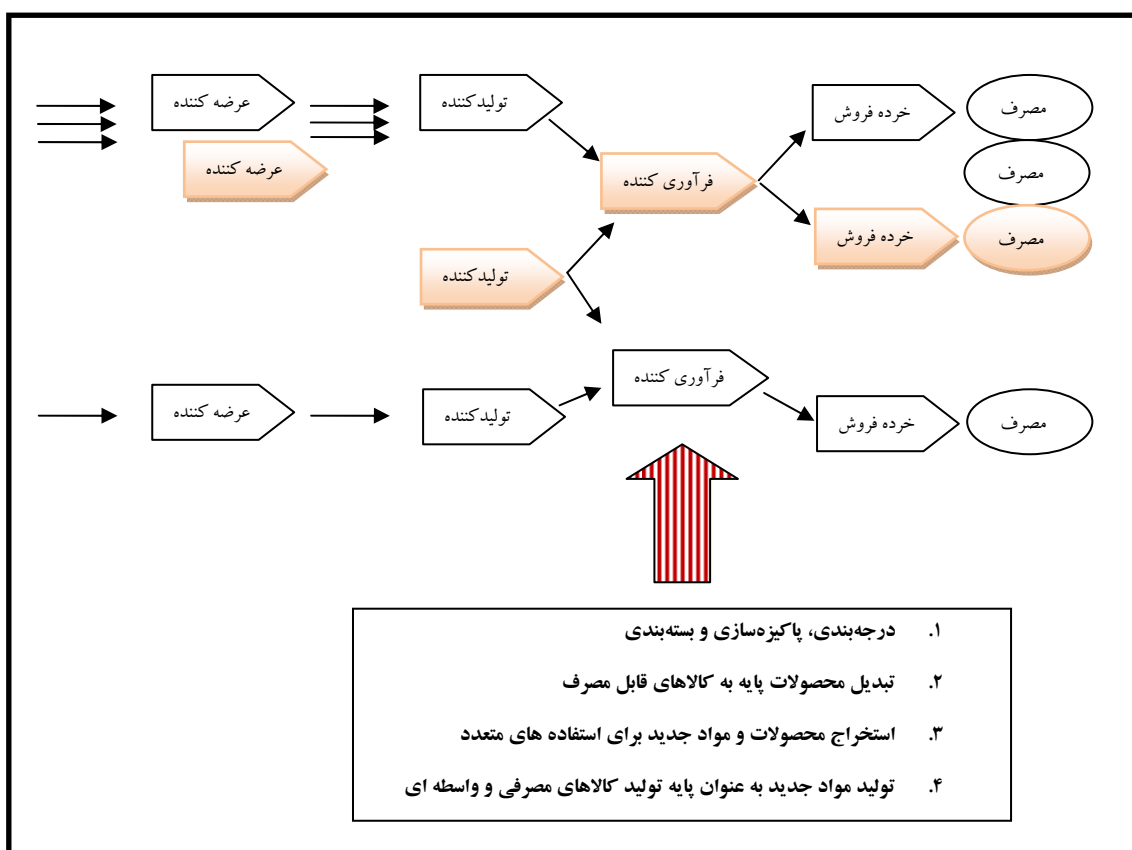 عرضه کننده
تولیدکننده
خرده فروش
مصرف
عرضه کننده
فرآوری کننده
مصرف
تولیدکننده
خرده فروش
مصرف
عرضه کننده
تولیدکننده
فرآوری کننده
خرده فروش
مصرف
۱. درجه‌بندی، پاکیزه‌سازی و بسته‌بندی
۲. تبدیل محصولات پایه به کالاهای قابل مصرف
۳. استخراج محصولات و مواد جدید برای استفاده های متعدد
۴. تولید مواد جدید به عنوان پایه تولید کالاهای مصرفی و واسطه ای